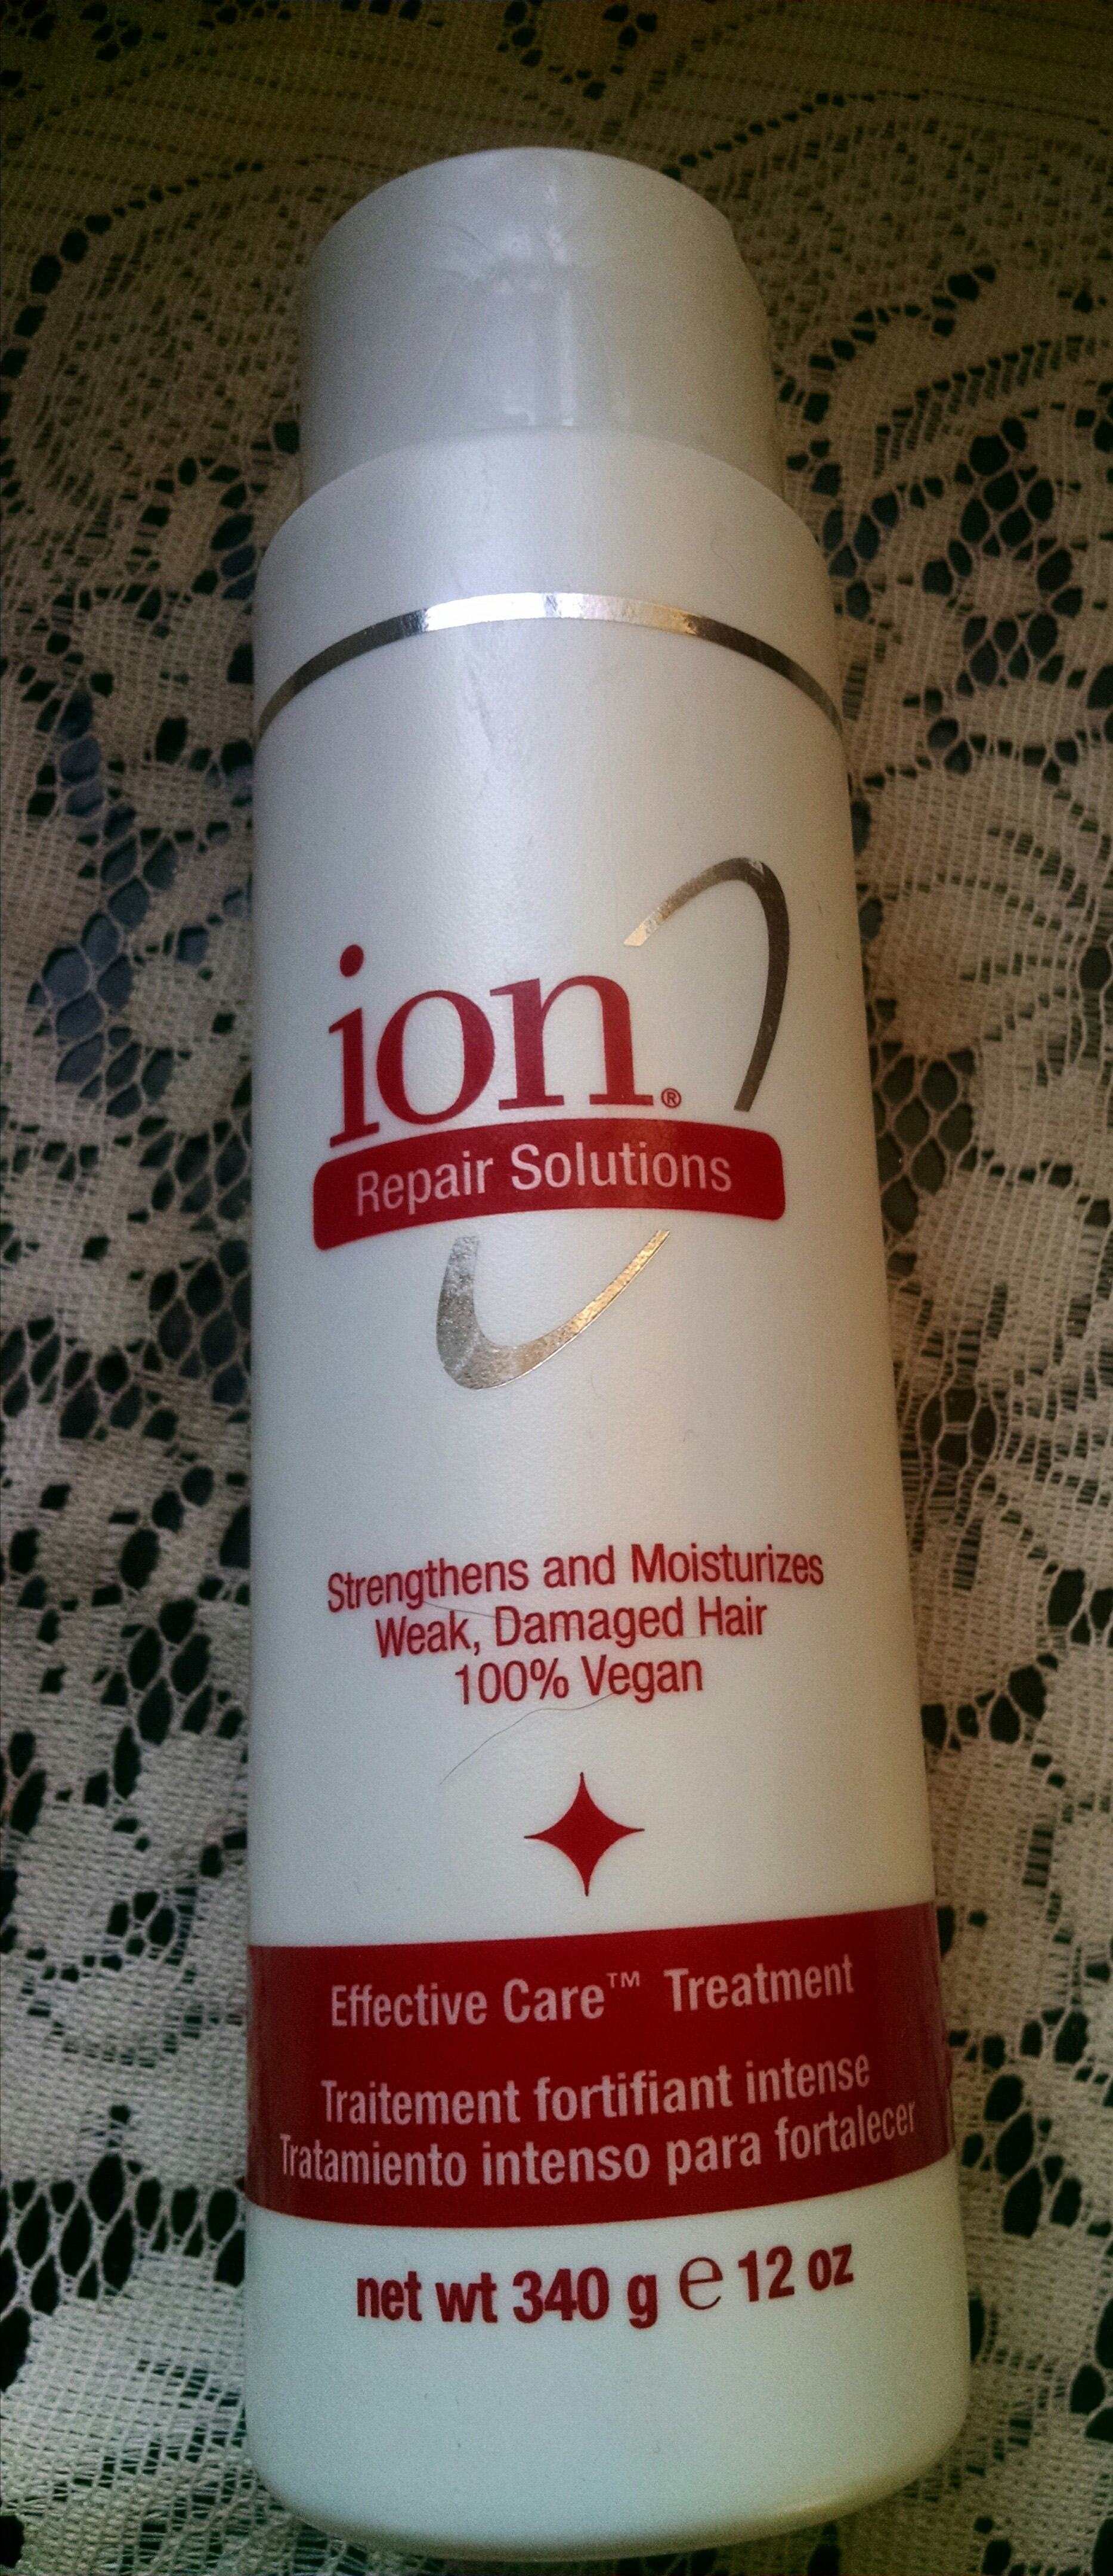 ion®
Repair Solutions
Strengthens and Moisturizes
Weak, Damaged Hair
100% Vegan
Effective Care™ Treatment
Traitement fortifiant intense
Tratamiento intenso para fortalecer
net wt 340 g e 12 oz